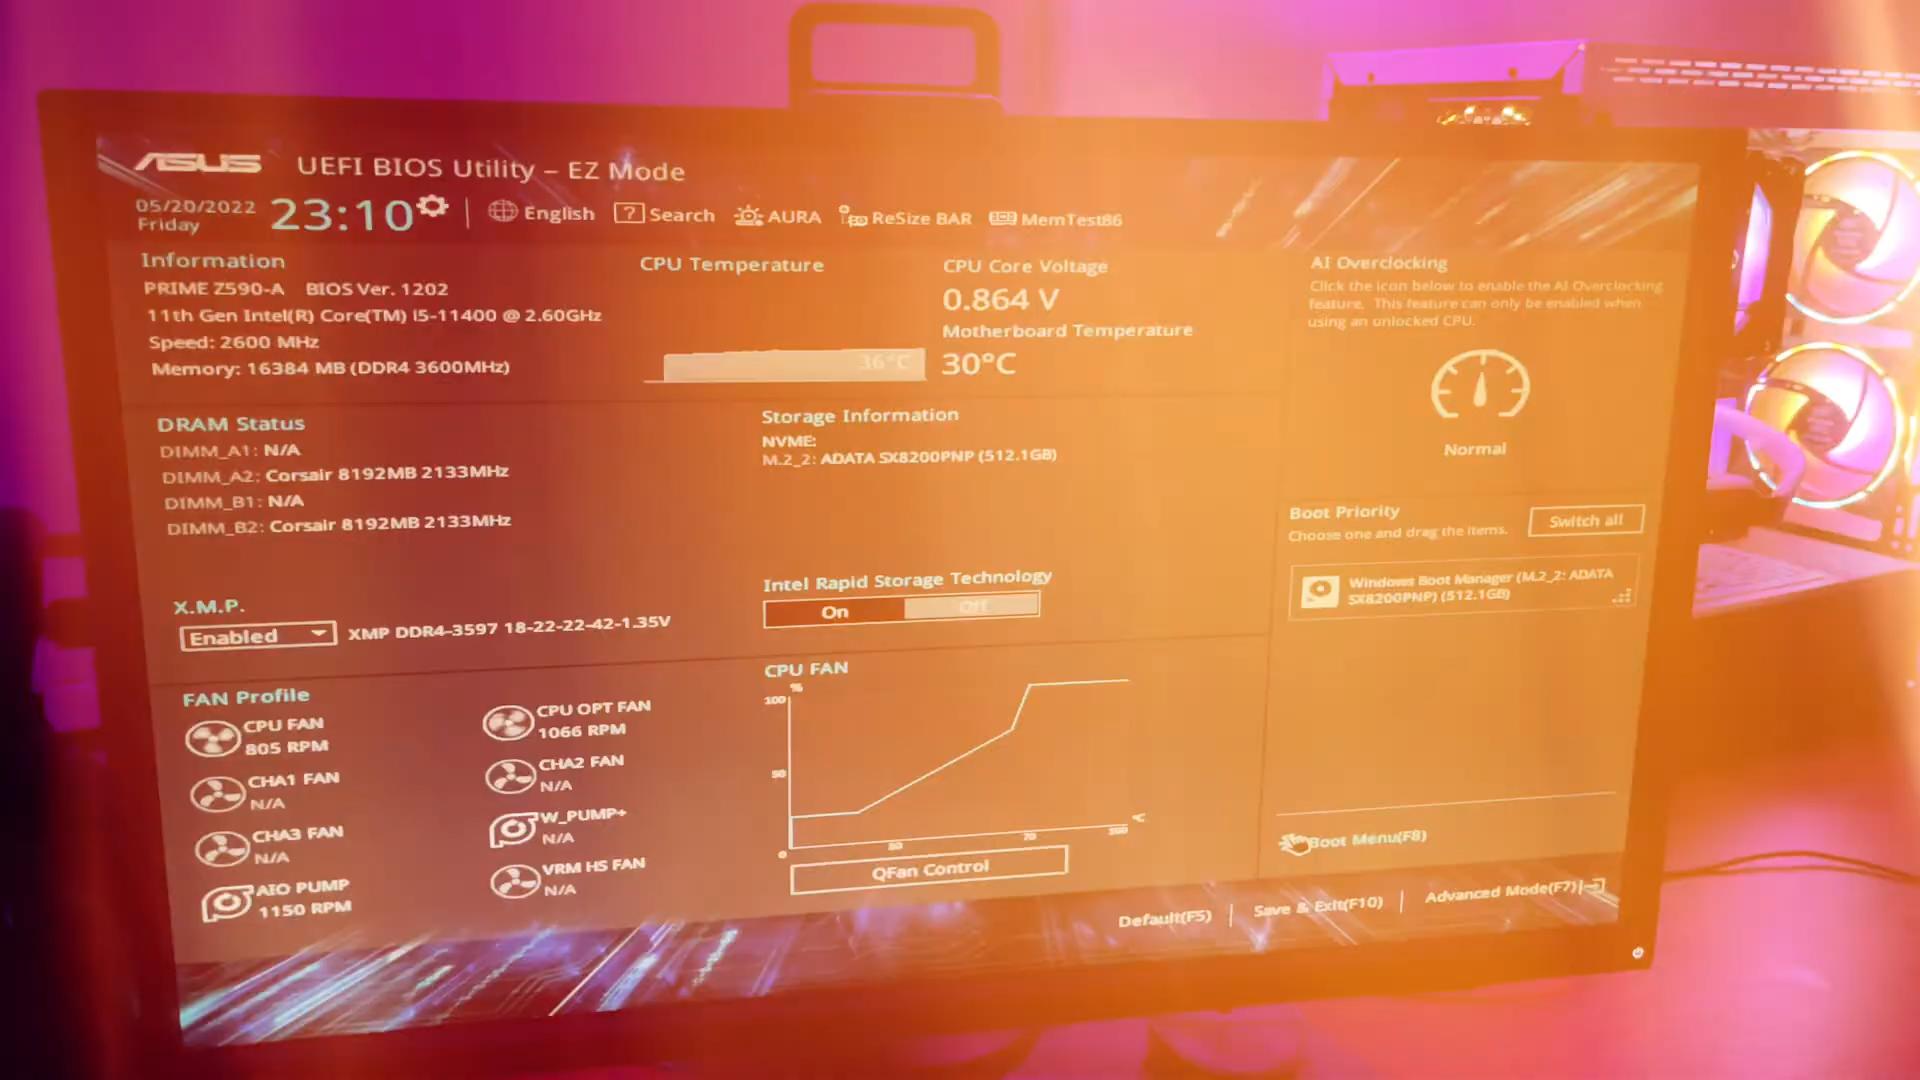 ASUS UEFI BIOS Utility – EZ Mode
05/20/2022
Friday
23:10
English
? Search
AURA
ReSize BAR
MemTest86
Information
PRIME Z590-A BIOS Ver. 1202
11th Gen Intel(R) Core(TM) i5-11400 @ 2.60GHz
Speed: 2600 MHz
Memory: 16384 MB (DDR4 3600MHz)
CPU Temperature
36°C
CPU Core Voltage
0.864 V
Motherboard Temperature
30°C
AI Overclocking
Click the icon below to enable the AI Overclocking
feature. This feature can only be enabled when
using an unlocked CPU.
Normal
DRAM Status
DIMM_A1: N/A
DIMM_A2: Corsair 8192MB 2133MHz
DIMM_B1: N/A
DIMM_B2: Corsair 8192MB 2133MHz
Storage Information
NVME:
M.2_2: ADATA SX8200PNP (512.1GB)
Boot Priority
Choose one and drag the items.
Switch all
Windows Boot Manager (M.2_2: ADATA
SX8200PNP) (512.1GB)
X.M.P.
Enabled
XMP DDR4-3597 18-22-22-42-1.35V
Intel Rapid Storage Technology
On
Off
FAN Profile
CPU FAN
805 RPM
CPU OPT FAN
1066 RPM
CHA1 FAN
N/A
CHA2 FAN
N/A
CHA3 FAN
N/A
W_PUMP+
N/A
AIO PUMP
1150 RPM
VRM HS FAN
N/A
CPU FAN
%
100
50
0
30
70
100
°C
QFan Control
Boot Menu(F8)
Default(F5)
Save & Exit(F10)
Advanced Mode(F7)